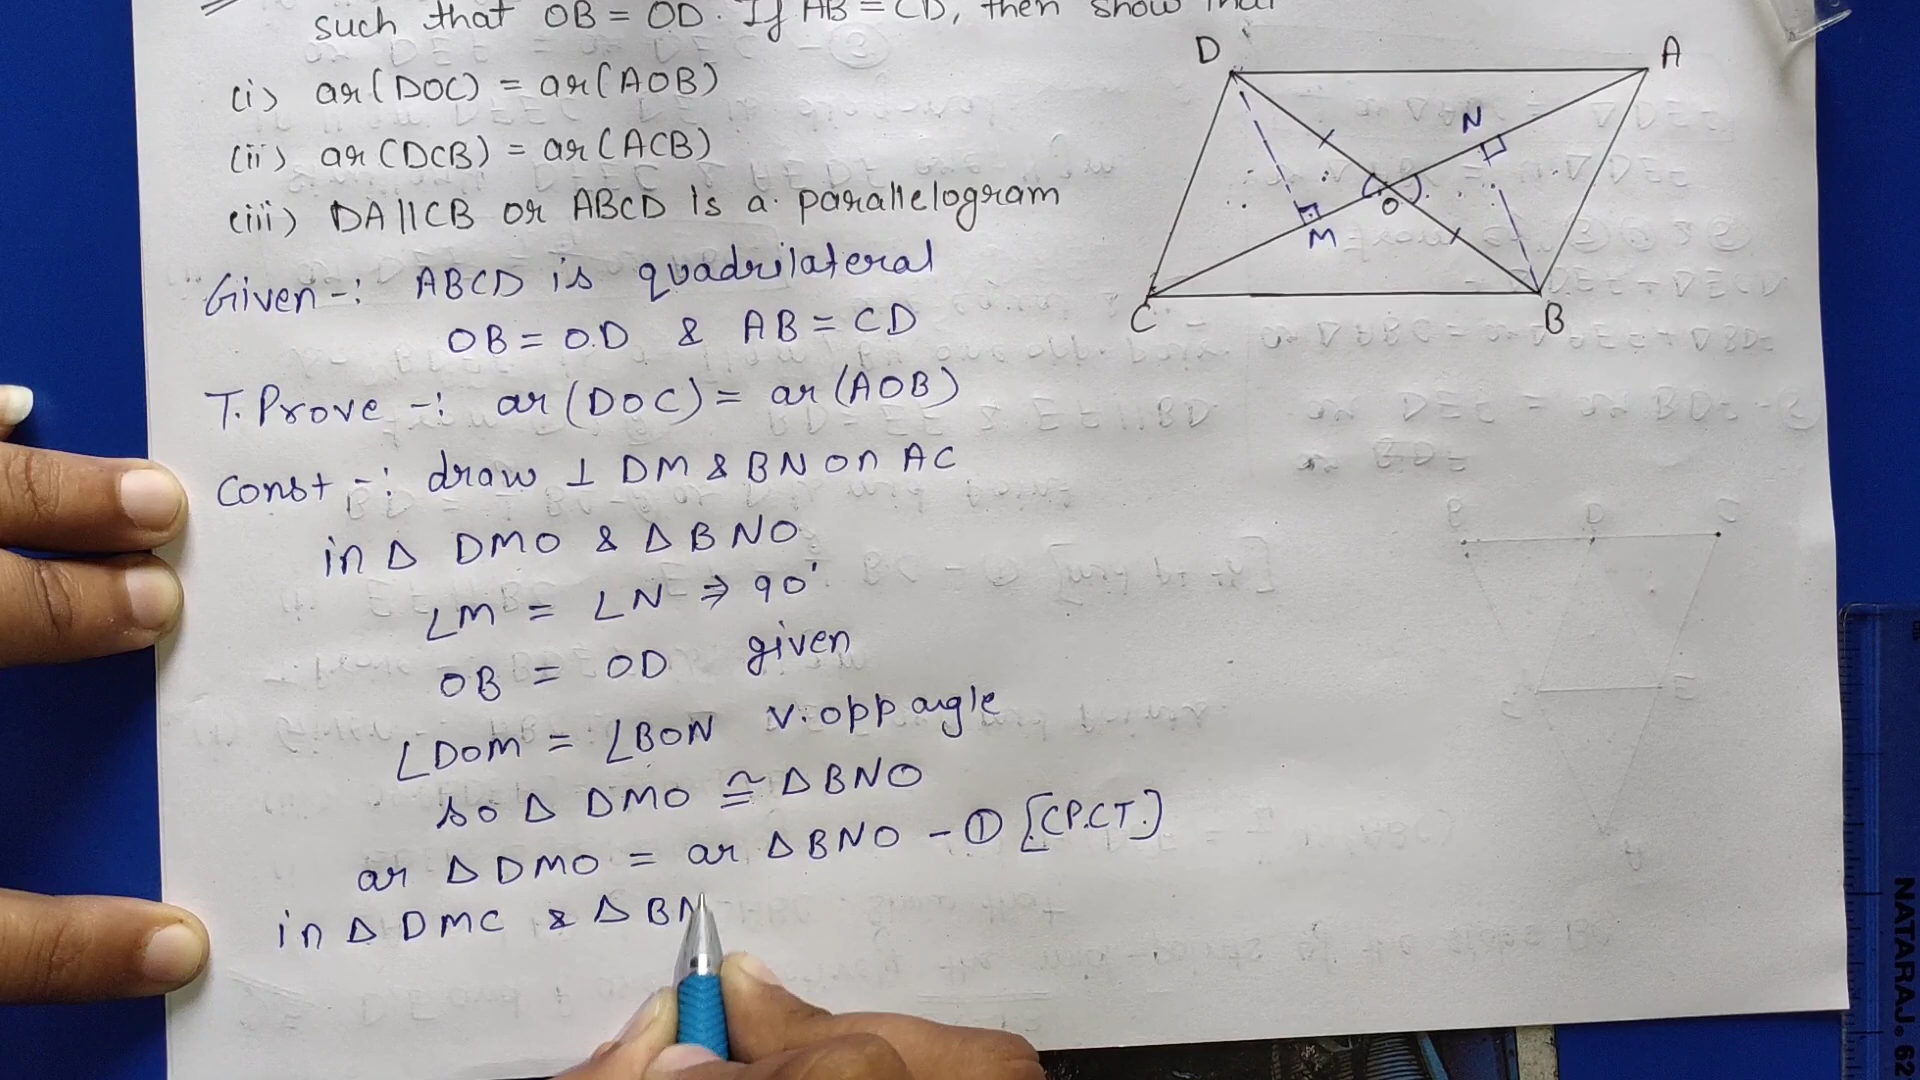 such that OB = OD. If AB = CD, then show that
(i) ar(DOC) = ar(AOB)
(ii) ar(DCB) = ar(ACB)
(iii) DA||CB or ABCD is a parallelogram
Given -: ABCD is quadrilateral
OB = OD & AB = CD
T. Prove -: ar(DOC) = ar(AOB)
Const -: draw ⊥ DM & BN on AC
in Δ DMO & Δ BNO
∠M = ∠N ⇒ 90°
OB = OD given
∠DOM = ∠BON V. opp angle
so Δ DMO ≅ Δ BNO
ar Δ DMO = ar Δ BNO - ① [CP.CT.]
in Δ DMC & Δ BN
D
A
N
O
M
C
B
NATARAJ 62